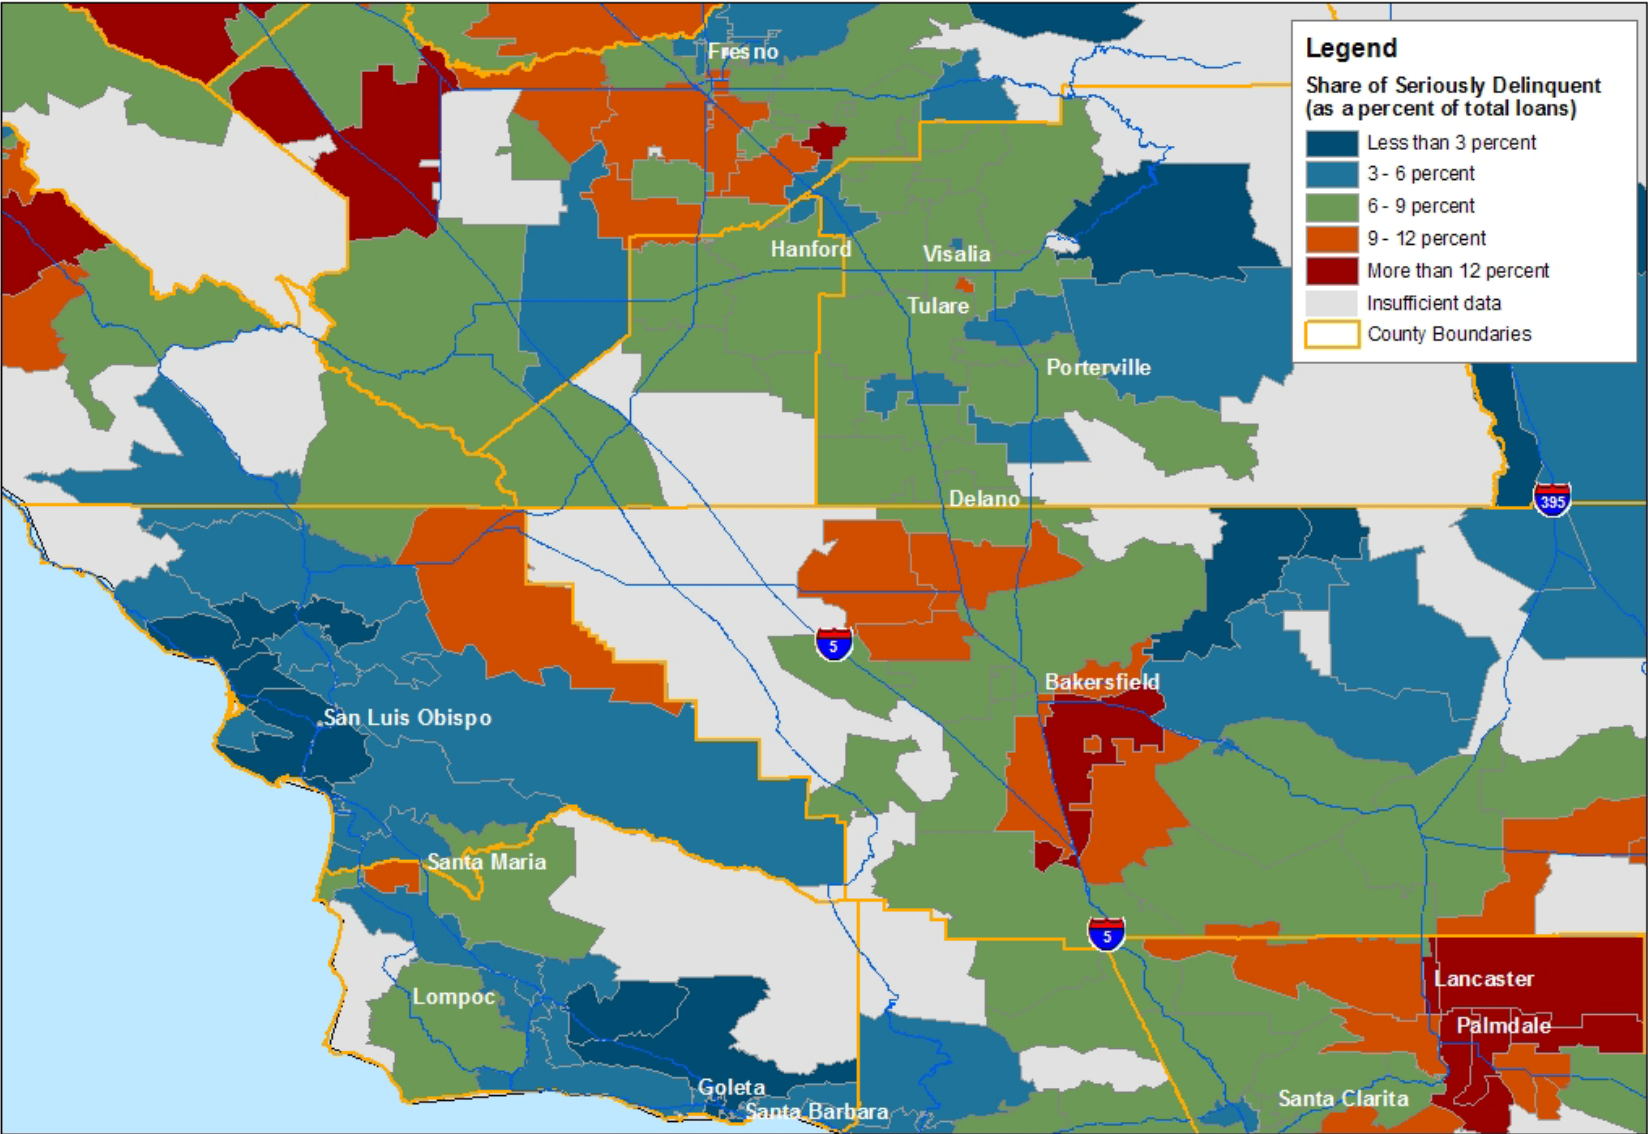 Legend
Share of Seriously Delinquent
(as a percent of total loans)
Less than 3 percent
3 - 6 percent
6 - 9 percent
9 - 12 percent
More than 12 percent
Insufficient data
County Boundaries
Fresno
Hanford
Visalia
Tulare
Porterville
Delano
395
5
Bakersfield
San Luis Obispo
Santa Maria
5
Lancaster
Lompoc
Palmdale
Goleta
Santa Clarita
Santa Barbara